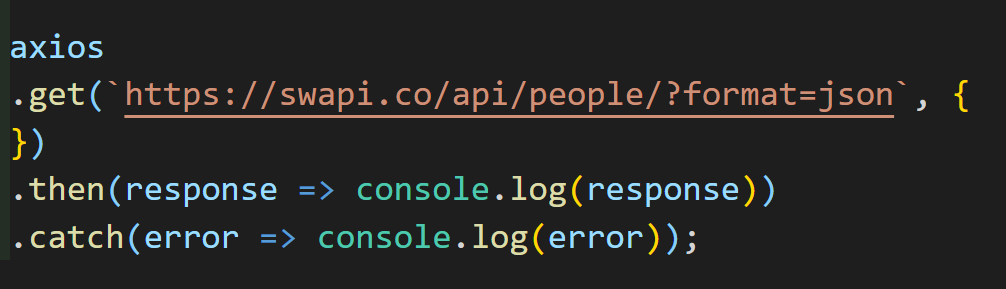 axios
.get(`https://swapi.co/api/people/?format=json`, {
})
.then(response => console.log(response))
.catch(error => console.log(error));